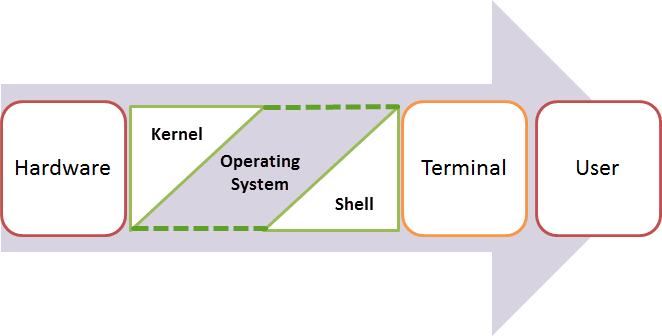 Hardware
Kernel
Operating
System
Shell
Terminal
User